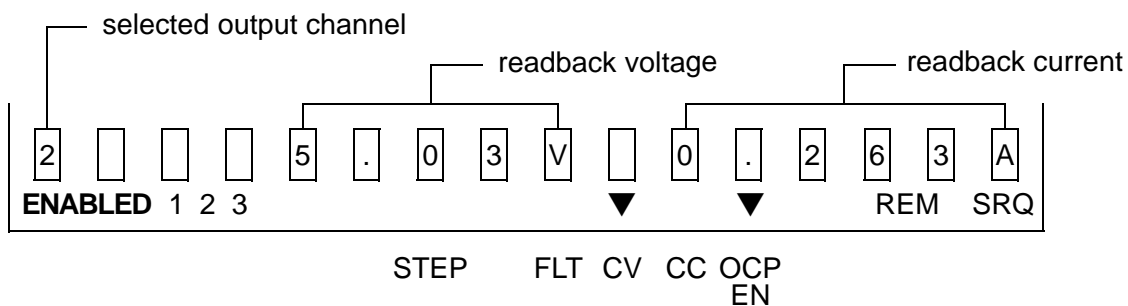 selected output channel
readback voltage
readback current
2 5 . 0 3 V 0 . 2 6 3 A
ENABLED 1 2 3 ▼ ▼ REM SRQ
STEP FLT CV CC OCP
EN